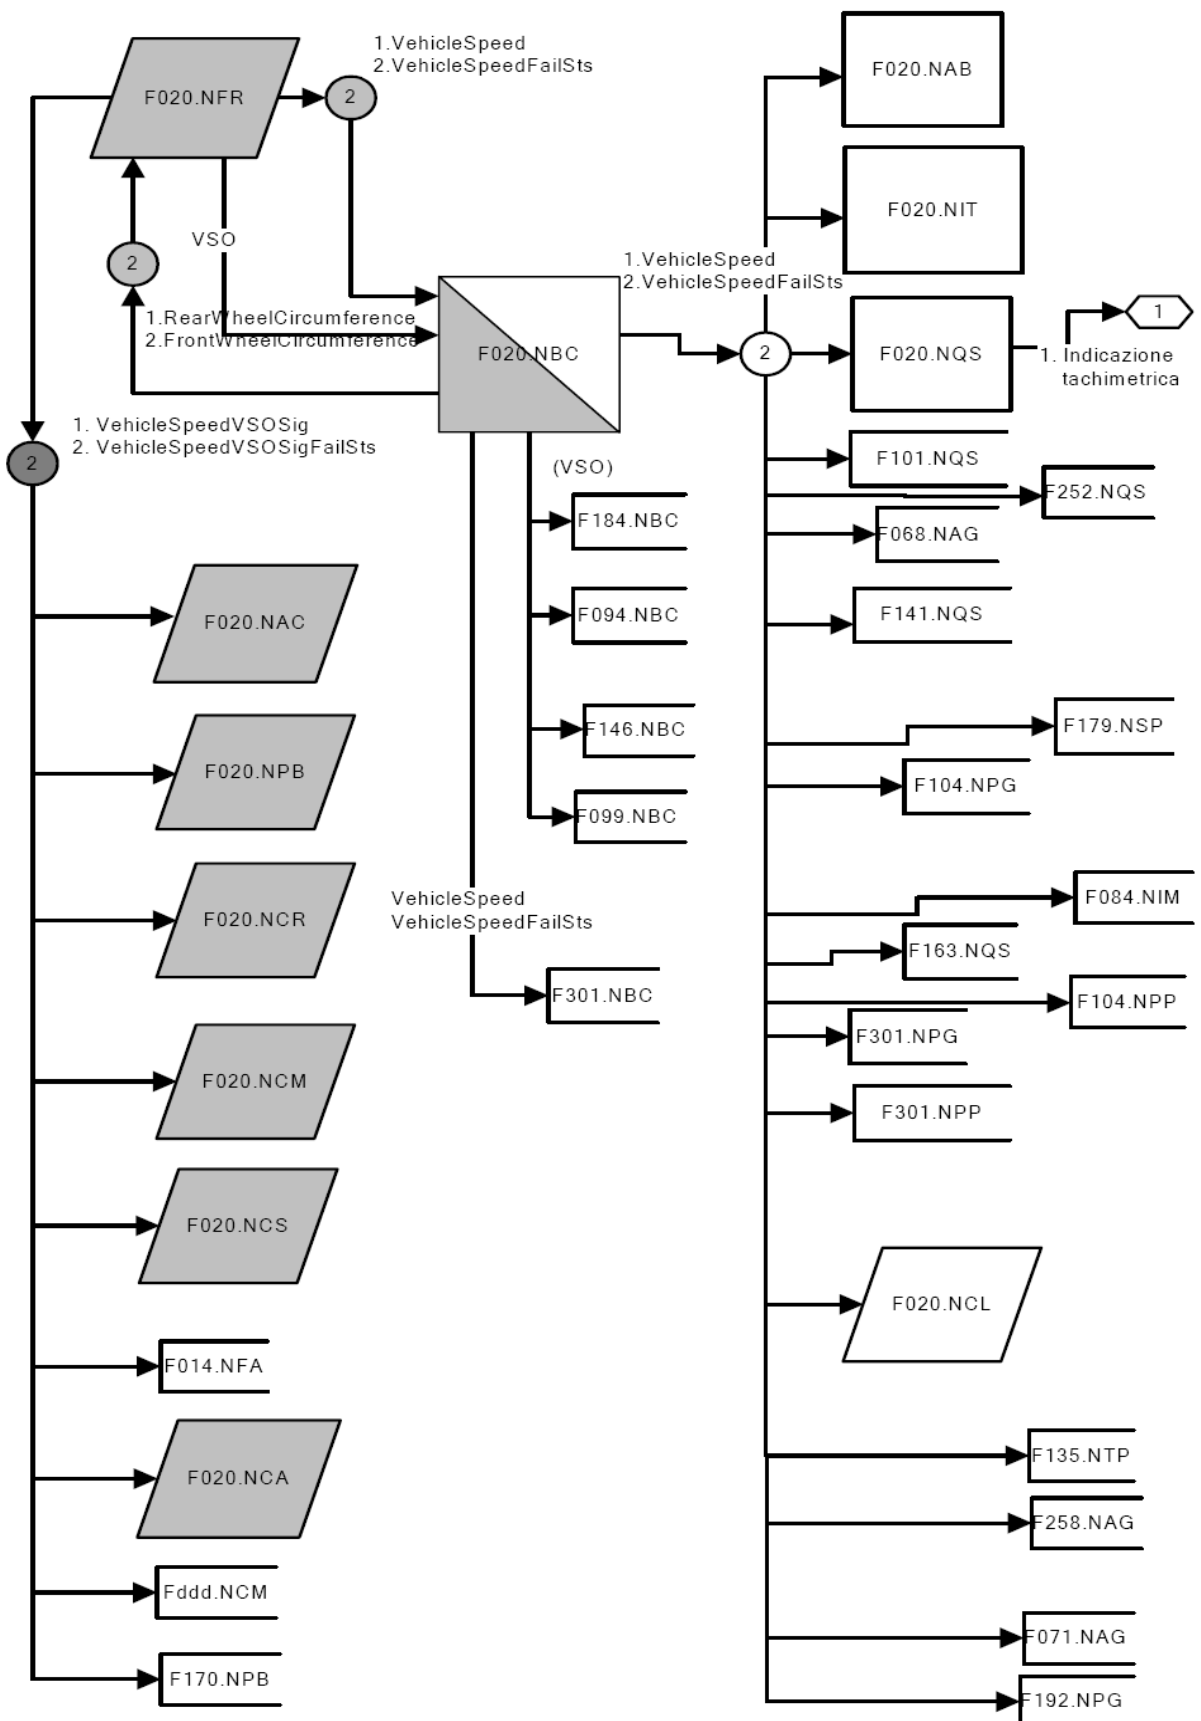 1.VehicleSpeed
2.VehicleSpeedFailSts
F020.NFR
2
F020.NAB
F020.NIT
VSO
2
1.VehicleSpeed
2.VehicleSpeedFailSts
1.RearWheelCircumference
2.FrontWheelCircumference
F020.NBC
2
F020.NQS
1
1. Indicazione
tachimetrica
1. VehicleSpeedVSOSig
2. VehicleSpeedVSOSigFailSts
2
(VSO)
F101.NQS
F252.NQS
F184.NBC
F068.NAG
F094.NBC
F141.NQS
F020.NAC
F146.NBC
F179.NSP
F020.NPB
F104.NPG
F099.NBC
VehicleSpeed
VehicleSpeedFailSts
F084.NIM
F020.NCR
F163.NQS
F301.NBC
F104.NPP
F301.NPG
F020.NCM
F301.NPP
F020.NCS
F020.NCL
F014.NFA
F135.NTP
F020.NCA
F258.NAG
Fddd.NCM
F071.NAG
F170.NPB
F192.NPG